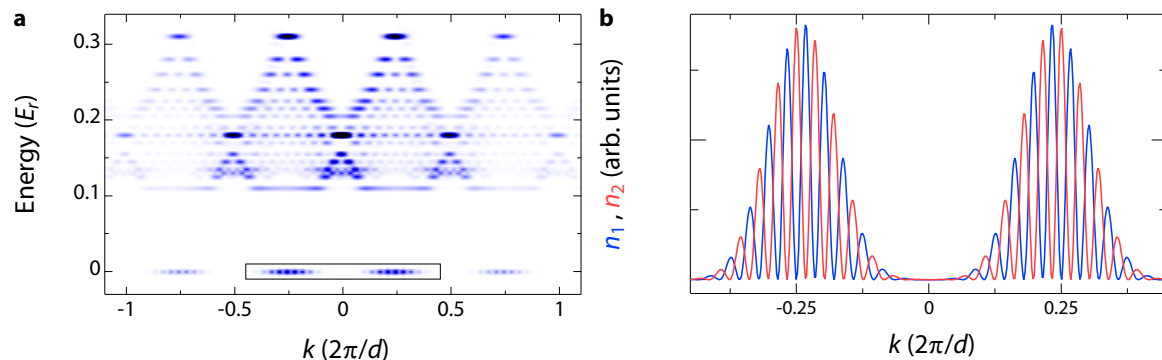 a
Energy (Er)
0.3
0.2
0.1
0
-1
-0.5
0
0.5
1
k (2π/d)
b
n1 , n2 (arb. units)
-0.25
0
0.25
k (2π/d)